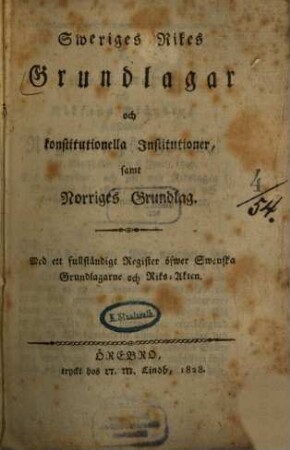 Sweriges Rikes
Grundlagar
och
konstitutionella Institutioner,
samt
Norriges Grundlag.
4/54.
Med ett fullständigt Register öfwer Swenska
Grundlagarne och Riks-Akten.
ÖREBRO,
tryckt hos N. M. Lindh, 1828.